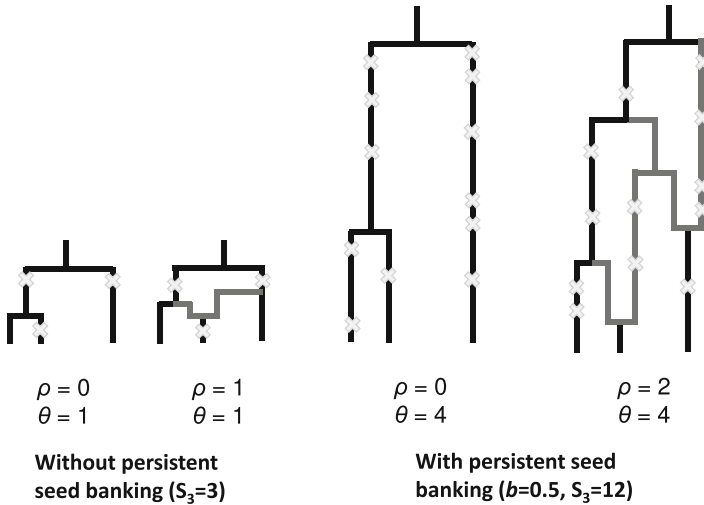 ρ = 0
θ = 1
ρ = 1
θ = 1
ρ = 0
θ = 4
ρ = 2
θ = 4
Without persistent
seed banking (S₃=3)
With persistent seed
banking (b=0.5, S₃=12)